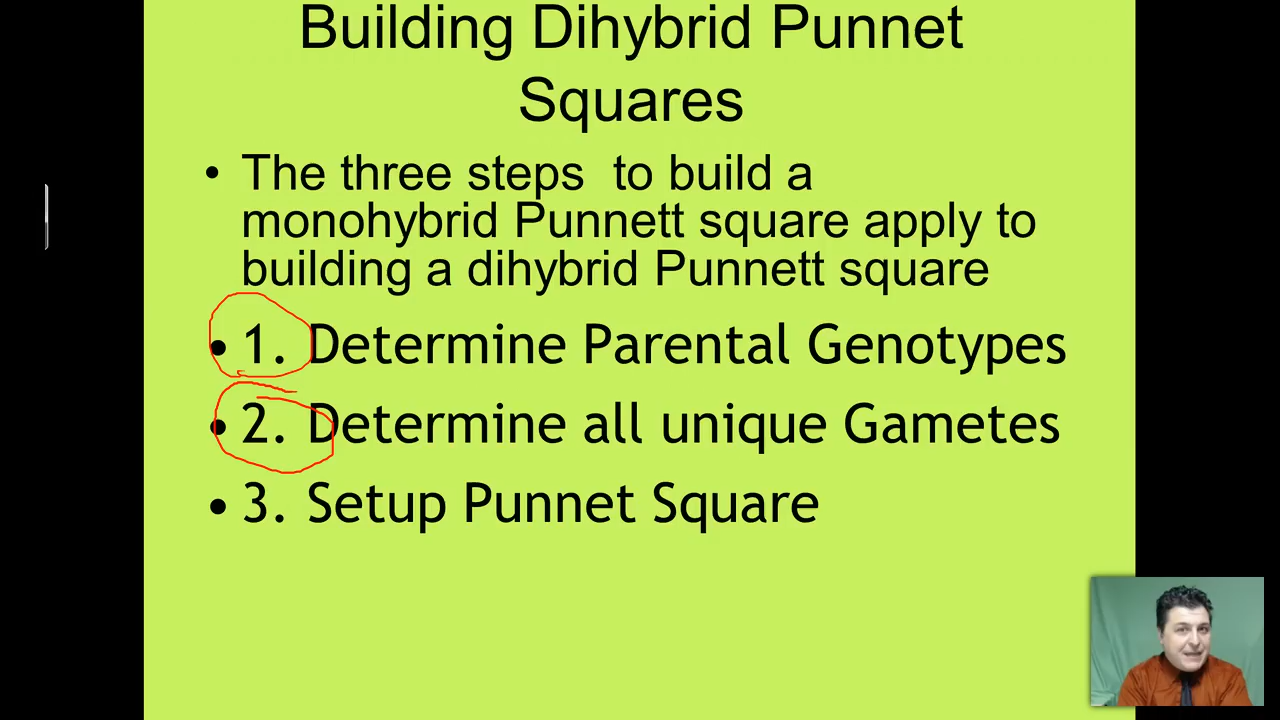 Building Dihybrid Punnet
Squares
• The three steps to build a
monohybrid Punnett square apply to
building a dihybrid Punnett square
• 1. Determine Parental Genotypes
• 2. Determine all unique Gametes
• 3. Setup Punnet Square